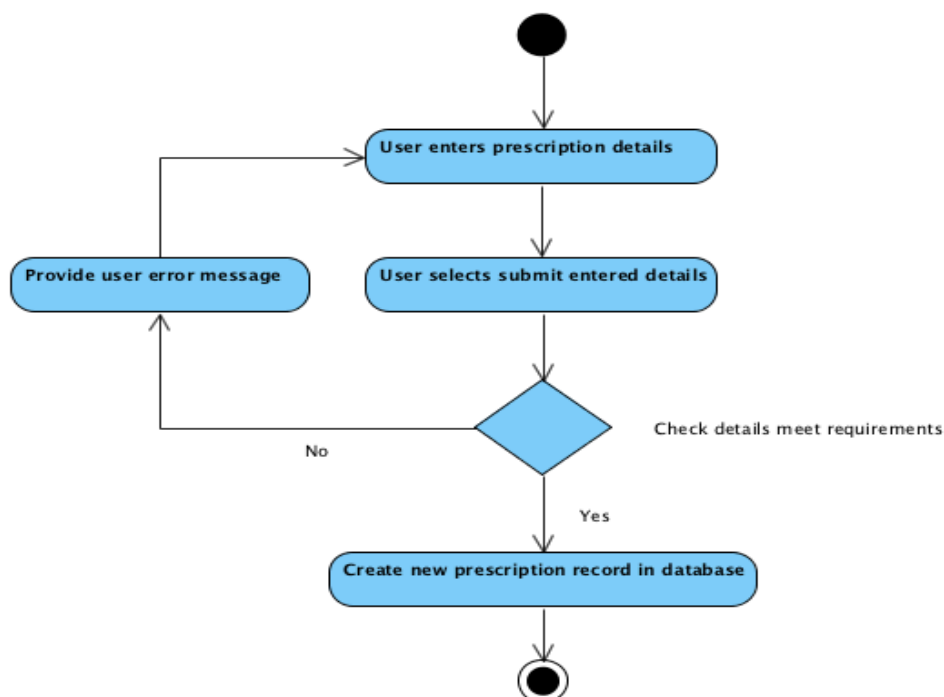 User enters prescription details
Provide user error message
User selects submit entered details
Check details meet requirements
No
Yes
Create new prescription record in database